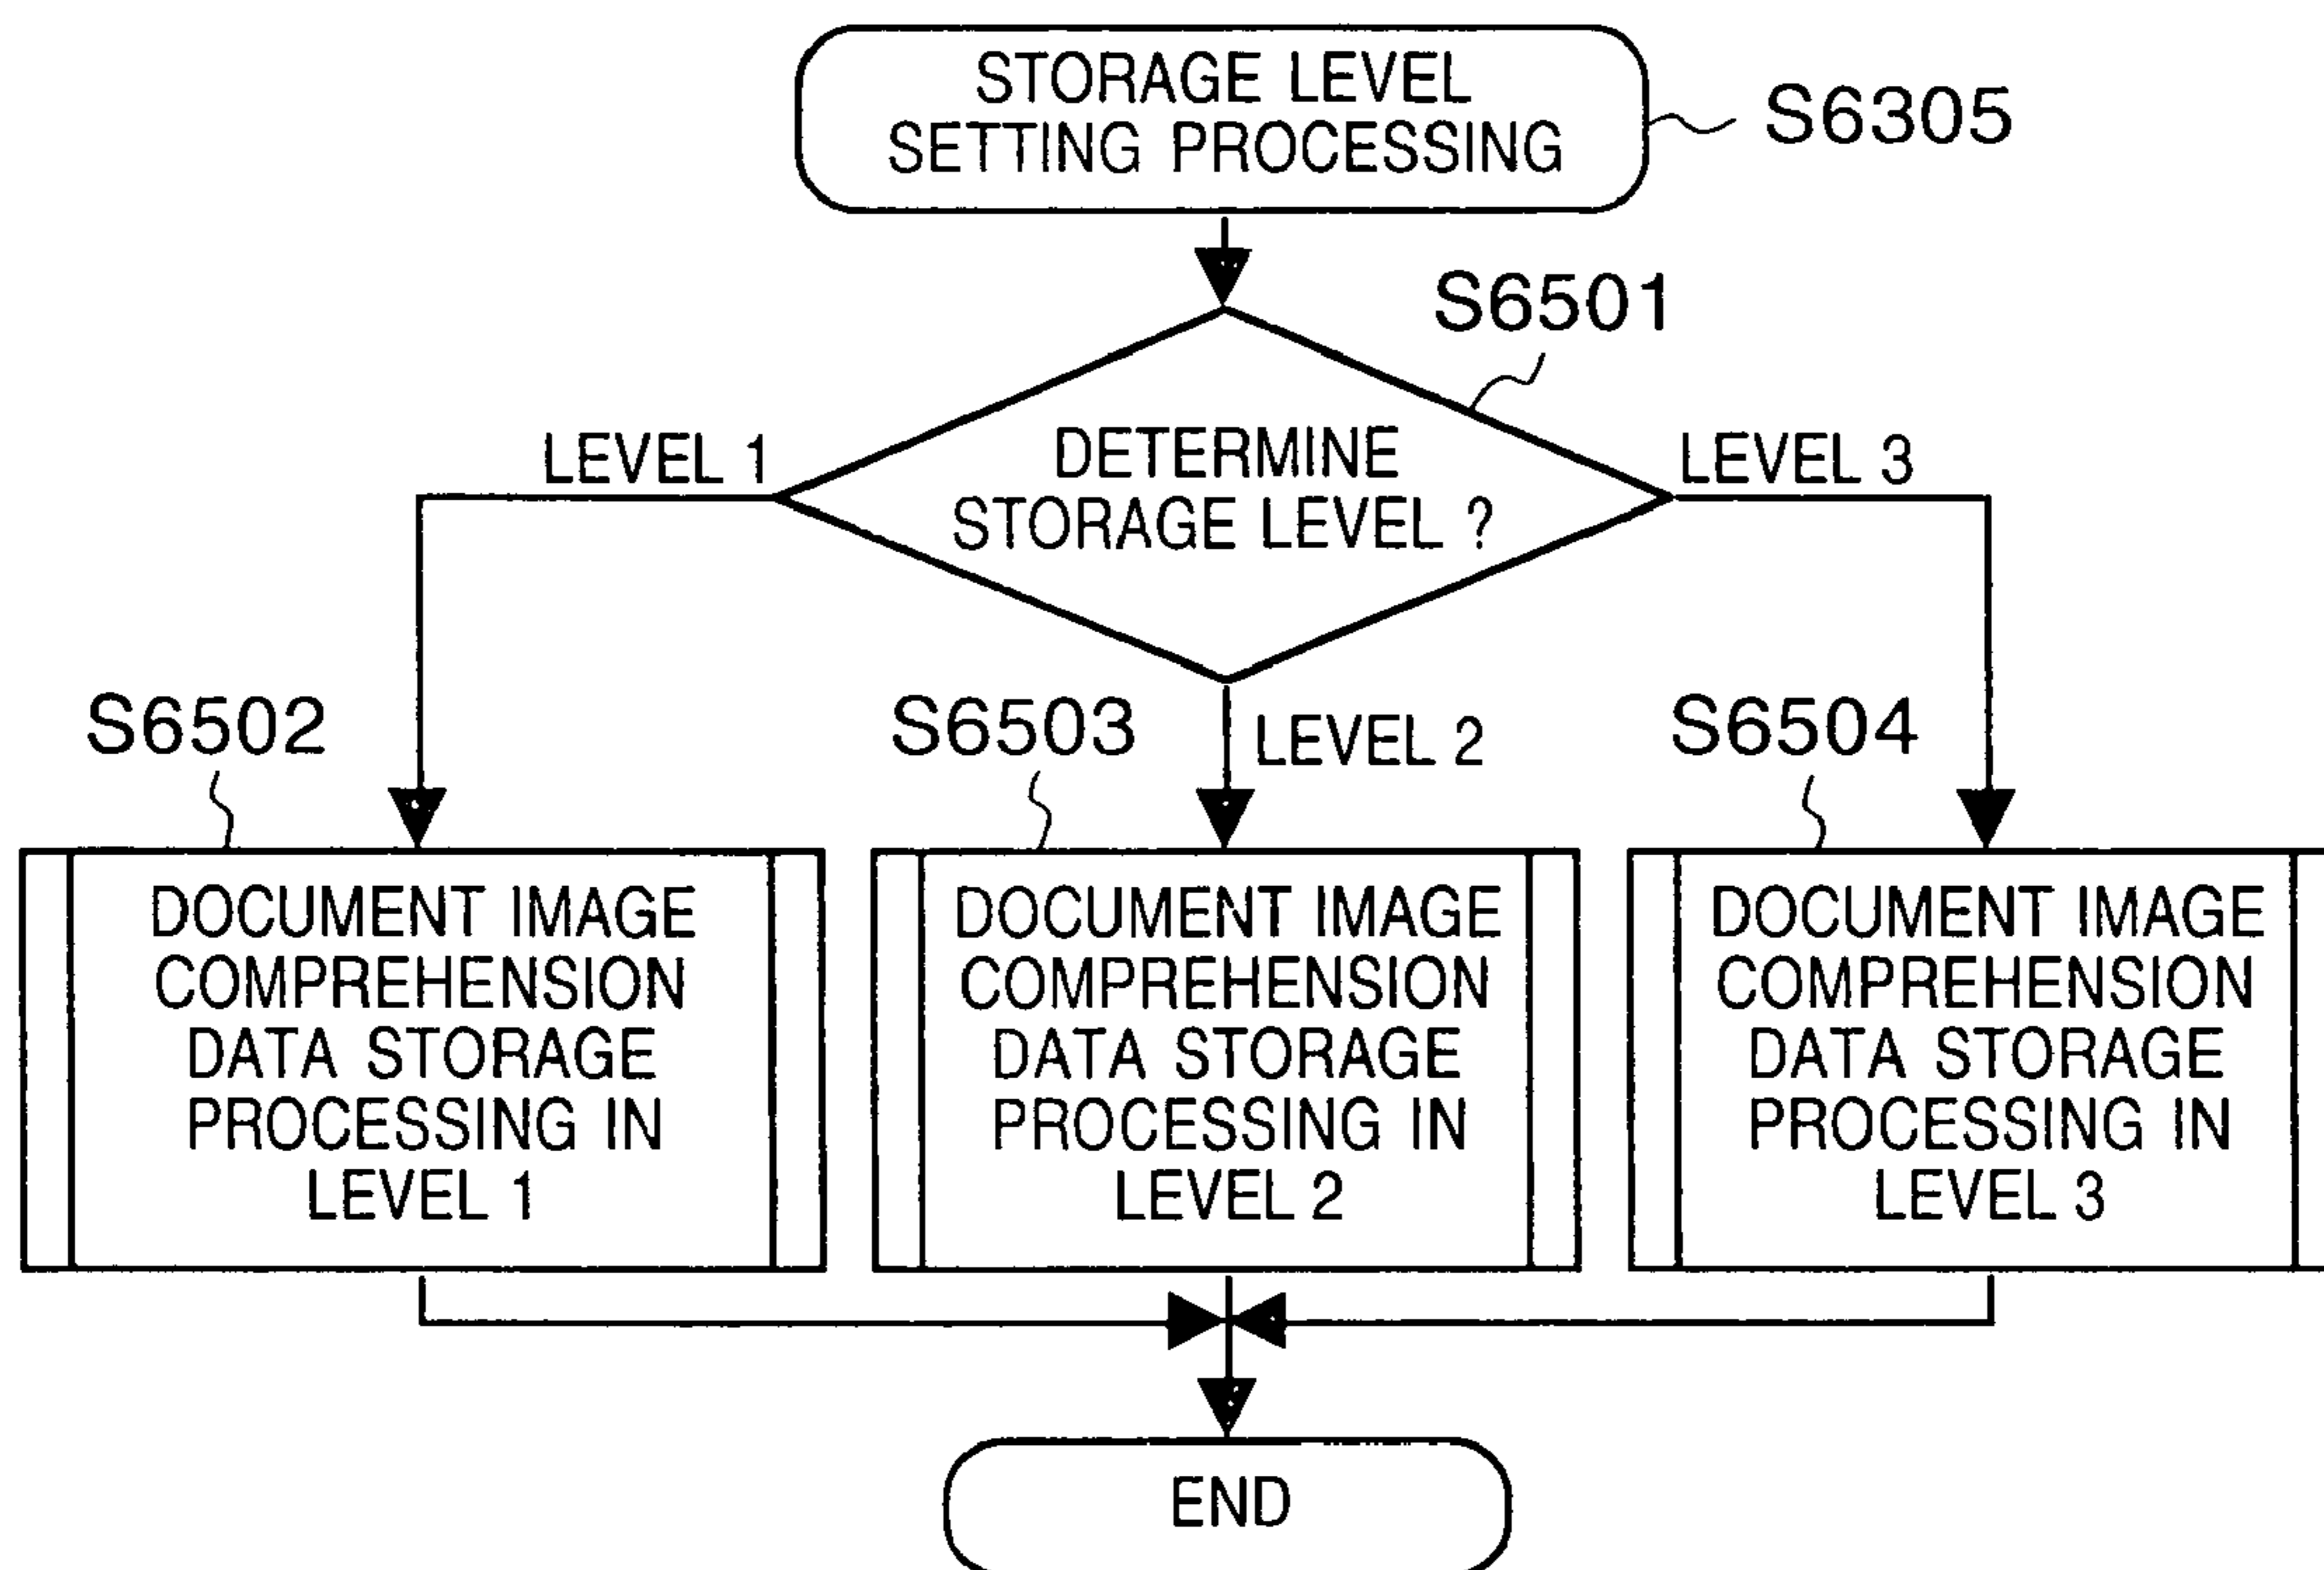 STORAGE LEVEL
SETTING PROCESSING
S6305
S6501
DETERMINE
STORAGE LEVEL ?
LEVEL 1
LEVEL 3
LEVEL 2
S6502
DOCUMENT IMAGE
COMPREHENSION
DATA STORAGE
PROCESSING IN
LEVEL 1
S6503
DOCUMENT IMAGE
COMPREHENSION
DATA STORAGE
PROCESSING IN
LEVEL 2
S6504
DOCUMENT IMAGE
COMPREHENSION
DATA STORAGE
PROCESSING IN
LEVEL 3
END